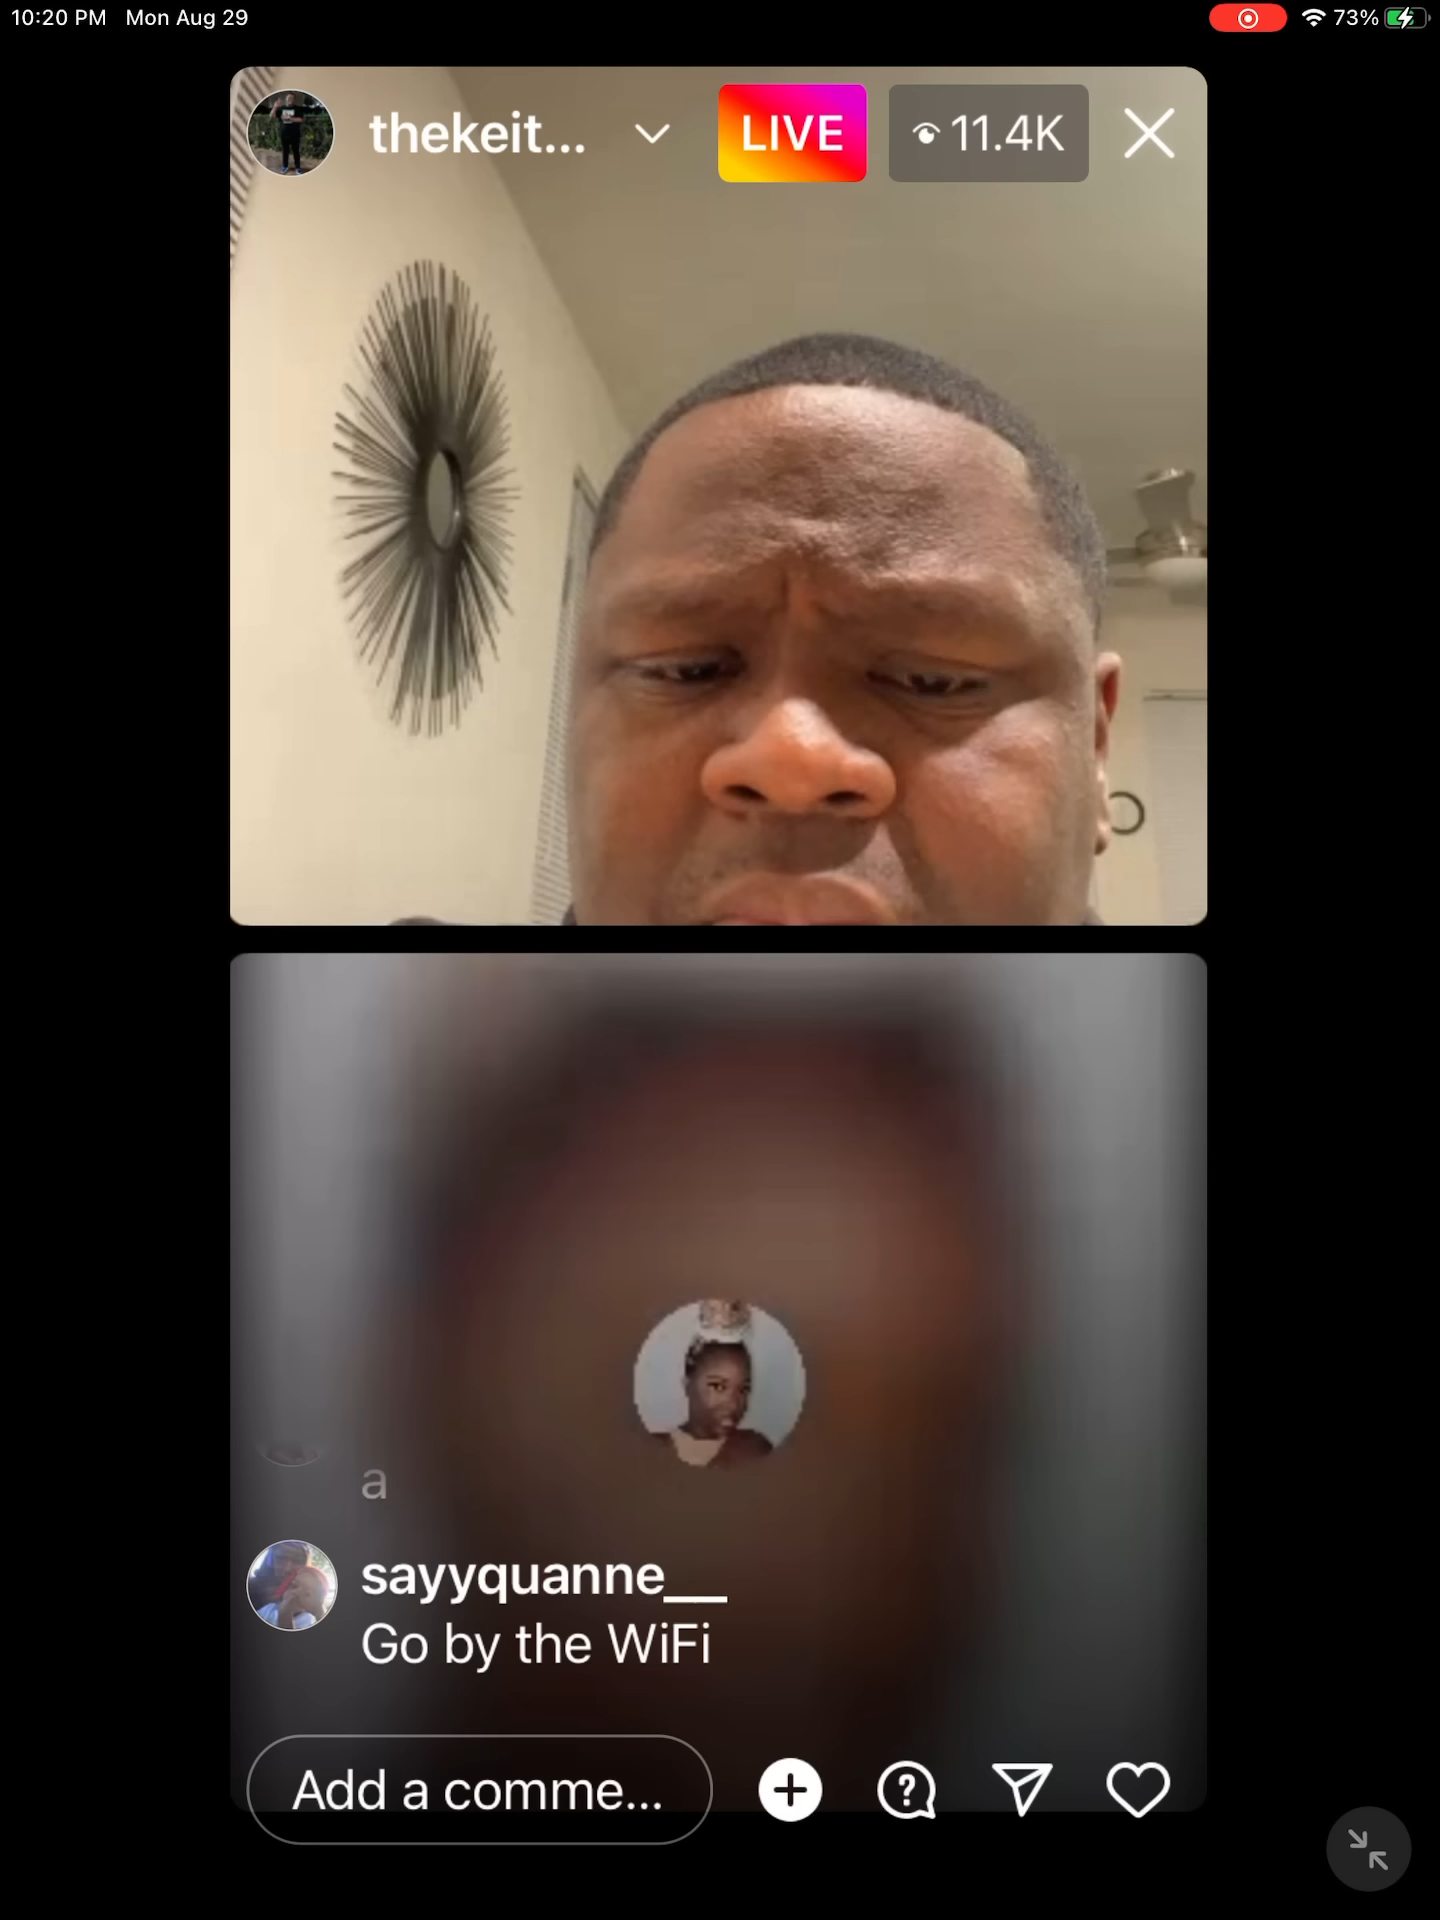 10:20 PM Mon Aug 29
73%
thekeit...
LIVE
11.4K
a
sayyquanne__
Go by the WiFi
Add a comme...